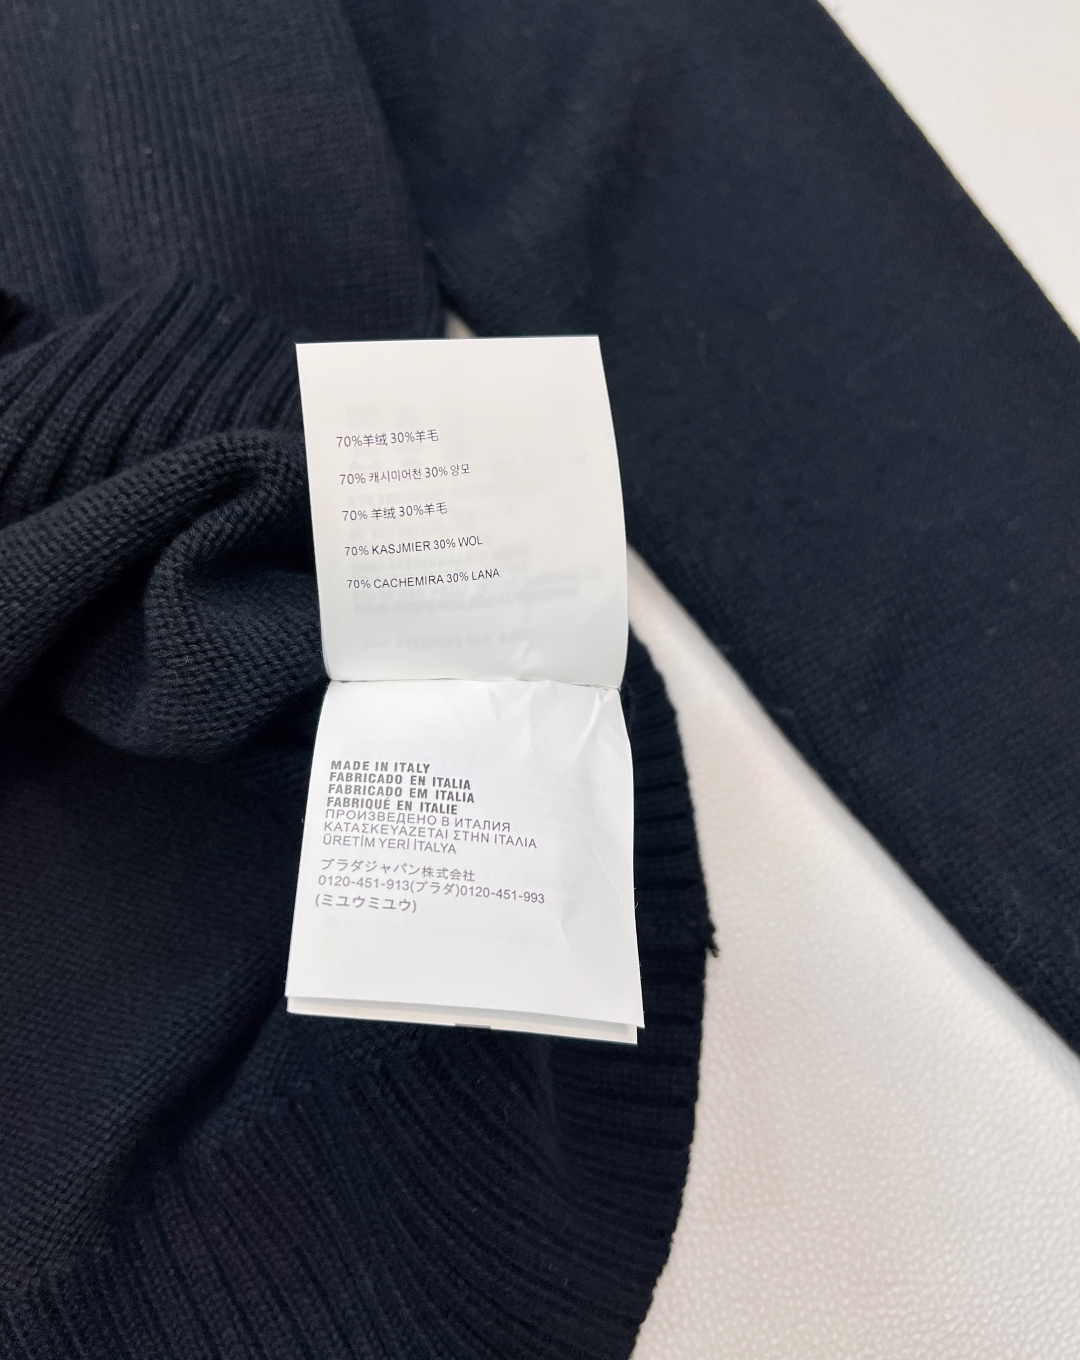 70%羊绒 30%羊毛
70% 캐시미어천 30% 양모
70% 羊绒 30%羊毛
70% KASJMIER 30% WOL
70% CACHEMIRA 30% LANA
MADE IN ITALY
FABRICADO EN ITALIA
FABRICADO EM ITALIA
FABRIQUÉ EN ITALIE
ПРОИЗВЕДЕНО В ИТАЛИЯ
ΚΑΤΑΣΚΕΥΑΖΕΤΑΙ ΣΤΗΝ ΙΤΑΛΙΑ
ÜRETİM YERİ İTALYA
プラダジャパン株式会社
0120-451-913(プラダ)0120-451-993
(ミユウミユウ)